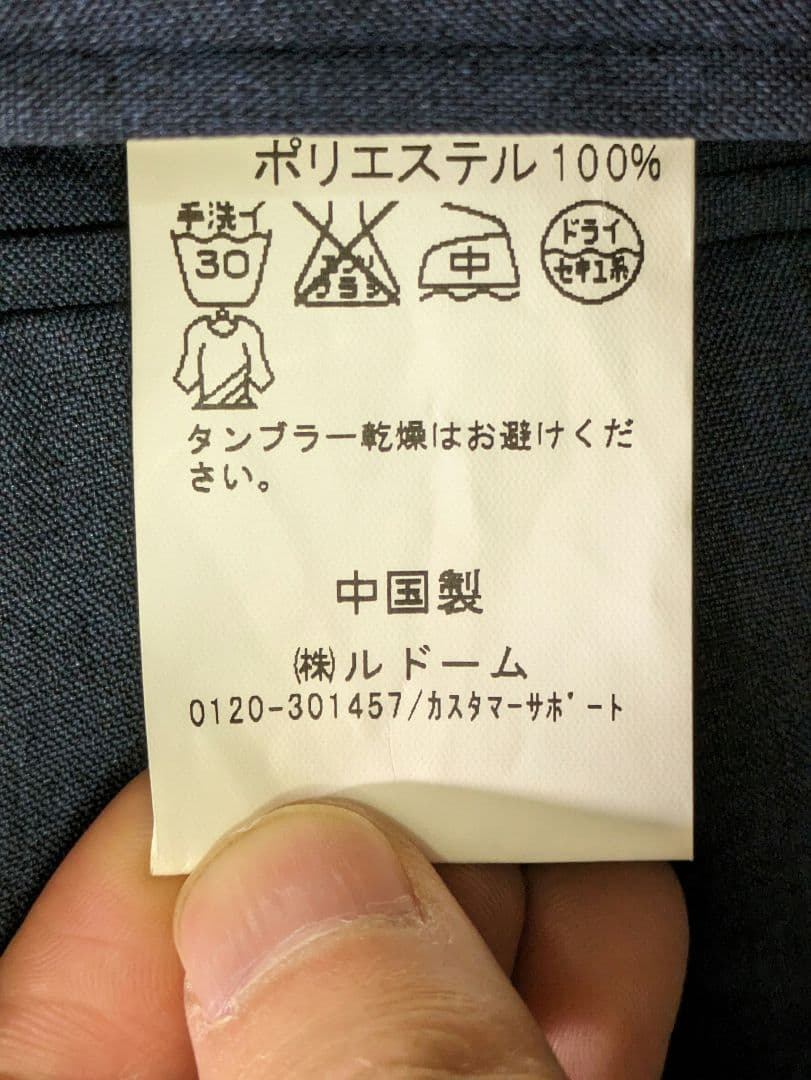 ポリエステル100%
手洗イ
30
エンソ
サラシ
中
ドライ
セキユ系
タンブラー乾燥はお避けくだ
さい。
中国製
㈱ルドーム
0120-301457/カスタマーサポート